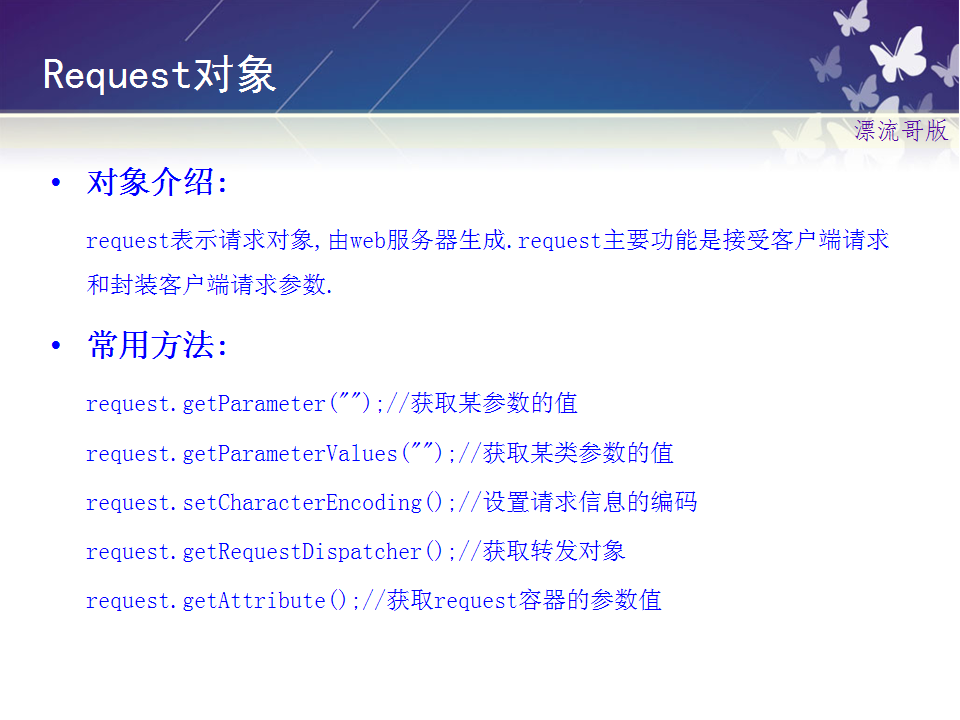 Request对象
漂流哥版
• 对象介绍:
request表示请求对象,由web服务器生成.request主要功能是接受客户端请求
和封装客户端请求参数.
• 常用方法:
request.getParameter("");//获取某参数的值
request.getParameterValues("");//获取某类参数的值
request.setCharacterEncoding();//设置请求信息的编码
request.getRequestDispatcher();//获取转发对象
request.getAttribute();//获取request容器的参数值